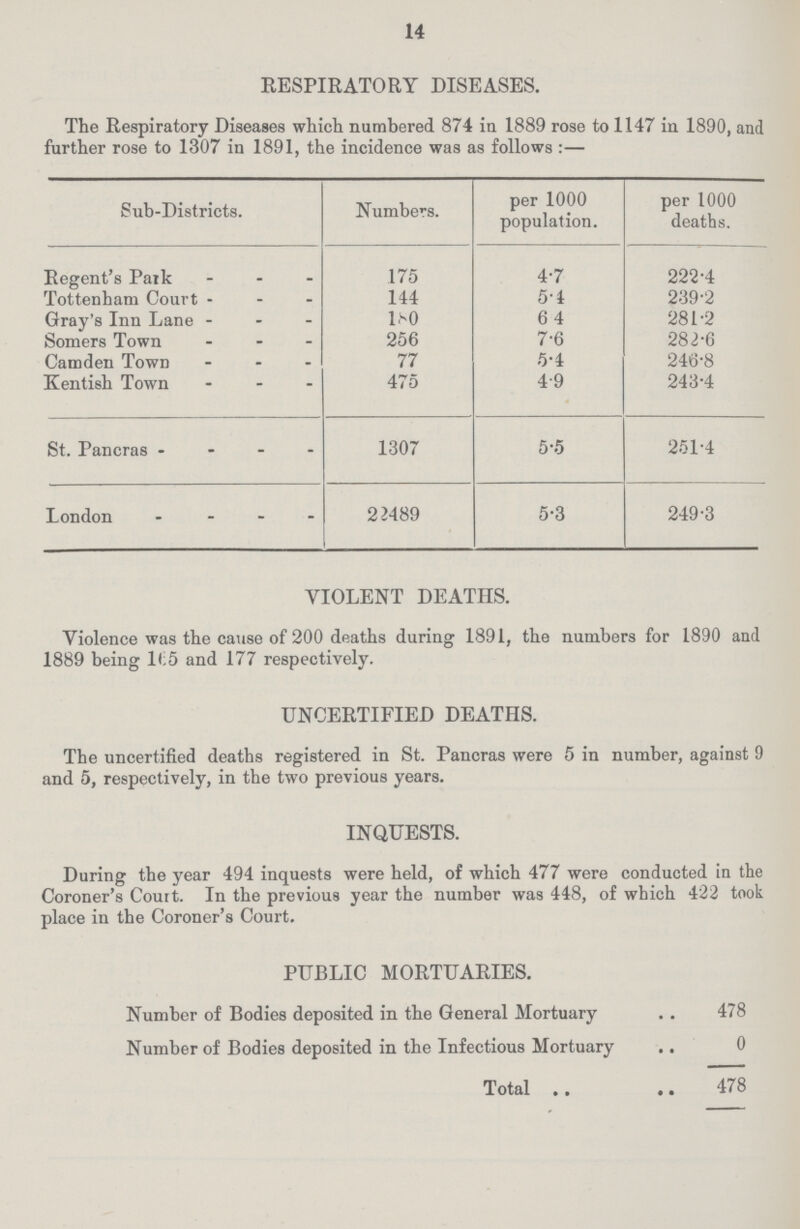 14
RESPIRATORY DISEASES.
The Respiratory Diseases which numbered 874 in 1889 rose to 1147 in 1890, and
further rose to 1307 in 1891, the incidence was as follows :—
Sub-Districts. Numbers. per 1000 population. per 1000 deaths.
Regent's Park - - - 175 4·7 222·4
Tottenham Court - - - 144 5·4 239·2
Gray's Inn Lane - - - 180 6 4 281·2
Somers Town - - - 256 7·6 282·6
Camden Town - - - 77 5·4 246·8
Kentish Town - - - 475 4·9 243·4
St. Pancras - - - - 1307 5·5 251·4
London - - - - 22489 5·3 249·3
VIOLENT DEATHS.
Violence was the cause of 200 deaths during 1891, the numbers for 1890 and
1889 being 165 and 177 respectively.
UNCERTIFIED DEATHS.
The uncertified deaths registered in St. Pancras were 5 in number, against 9
and 5, respectively, in the two previous years.
INQUESTS.
During the year 494 inquests were held, of which 477 were conducted in the
Coroner's Court. In the previous year the number was 448, of which 422 took
place in the Coroner's Court.
PUBLIC MORTUARIES.
Number of Bodies deposited in the General Mortuary .. 478
Number of Bodies deposited in the Infectious Mortuary .. 0
Total .. .. 478